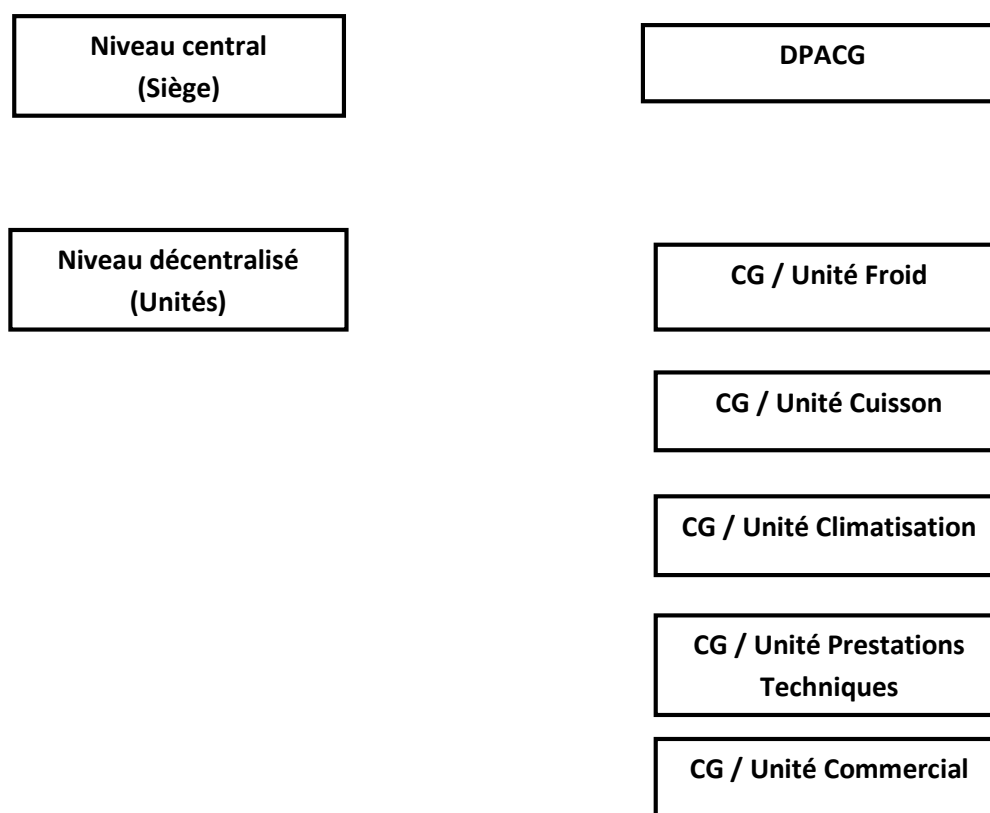 Niveau central
(Siège)
DPACG
Niveau décentralisé
(Unités)
CG / Unité Froid
CG / Unité Cuisson
CG / Unité Climatisation
CG / Unité Prestations
Techniques
CG / Unité Commercial